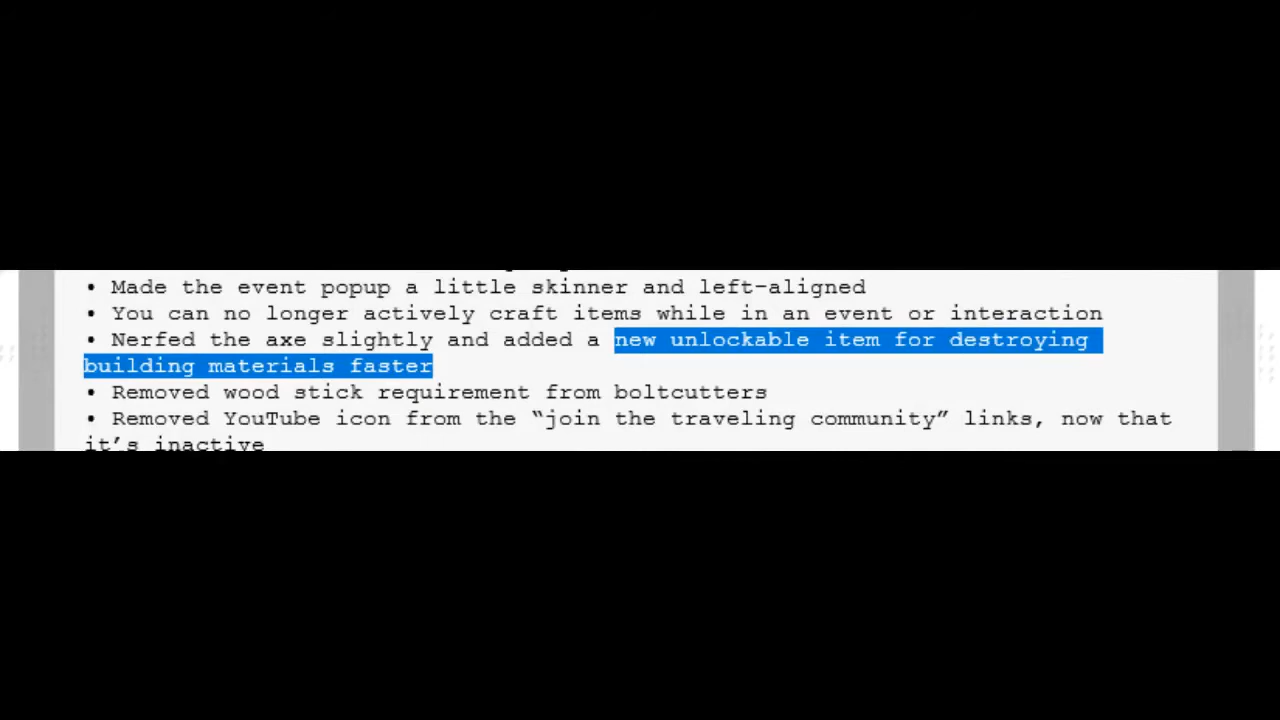 • Made the event popup a little skinner and left-aligned
• You can no longer actively craft items while in an event or interaction
• Nerfed the axe slightly and added a new unlockable item for destroying
building materials faster
• Removed wood stick requirement from boltcutters
• Removed YouTube icon from the “join the traveling community” links, now that
it’s inactive